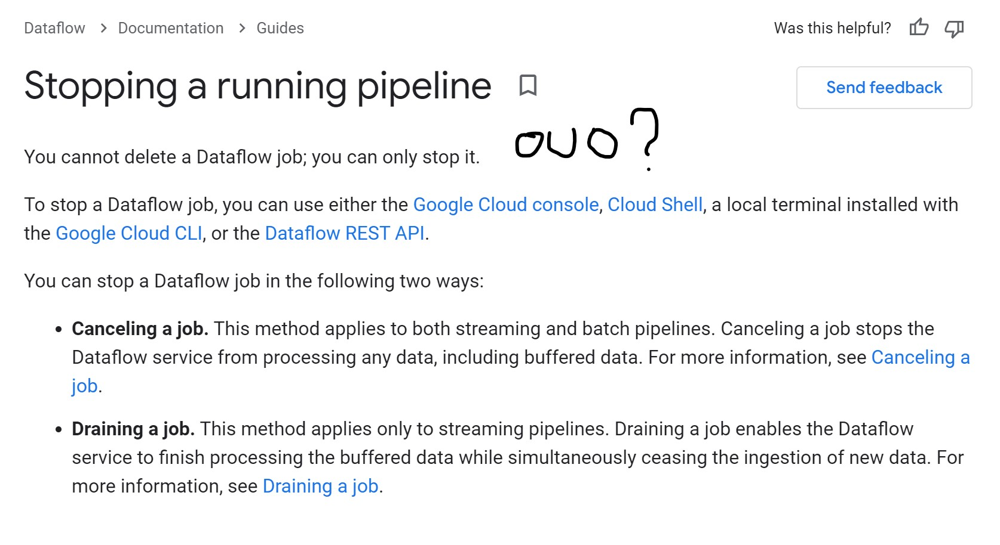 Dataflow > Documentation > Guides
Was this helpful?
Stopping a running pipeline
Send feedback
ouo?
You cannot delete a Dataflow job; you can only stop it.
To stop a Dataflow job, you can use either the Google Cloud console, Cloud Shell, a local terminal installed with
the Google Cloud CLI, or the Dataflow REST API.
You can stop a Dataflow job in the following two ways:
• Canceling a job. This method applies to both streaming and batch pipelines. Canceling a job stops the
Dataflow service from processing any data, including buffered data. For more information, see Canceling a
job.
• Draining a job. This method applies only to streaming pipelines. Draining a job enables the Dataflow
service to finish processing the buffered data while simultaneously ceasing the ingestion of new data. For
more information, see Draining a job.